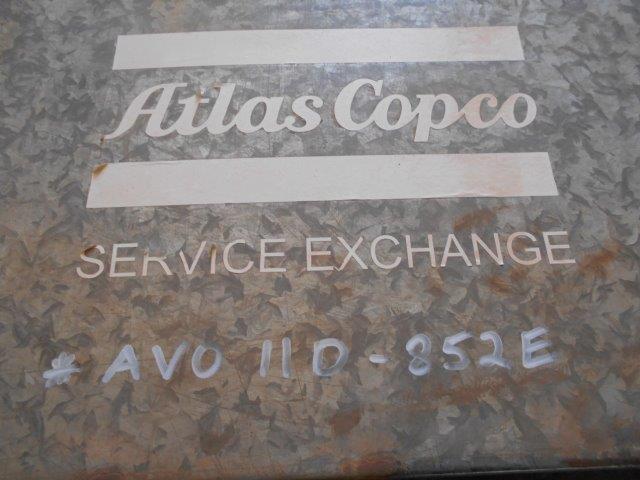 Atlas Copco
SERVICE EXCHANGE
* AVO 11D-852E